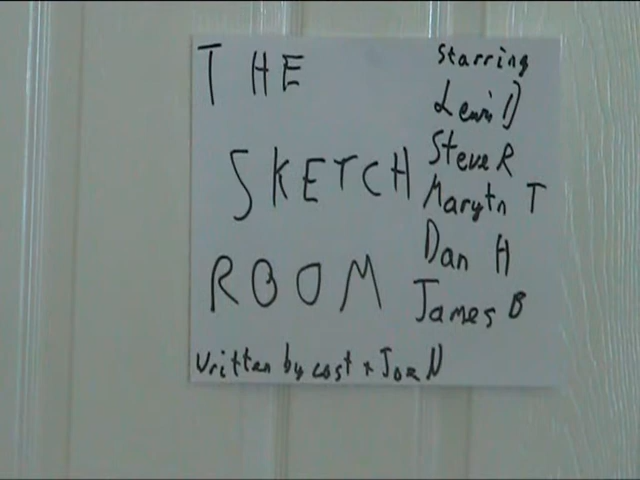 THE
SKETCH
ROOM
Starring
Lewis D
Steve R
Martyn T
Dan H
James B
written by cast + Joe N